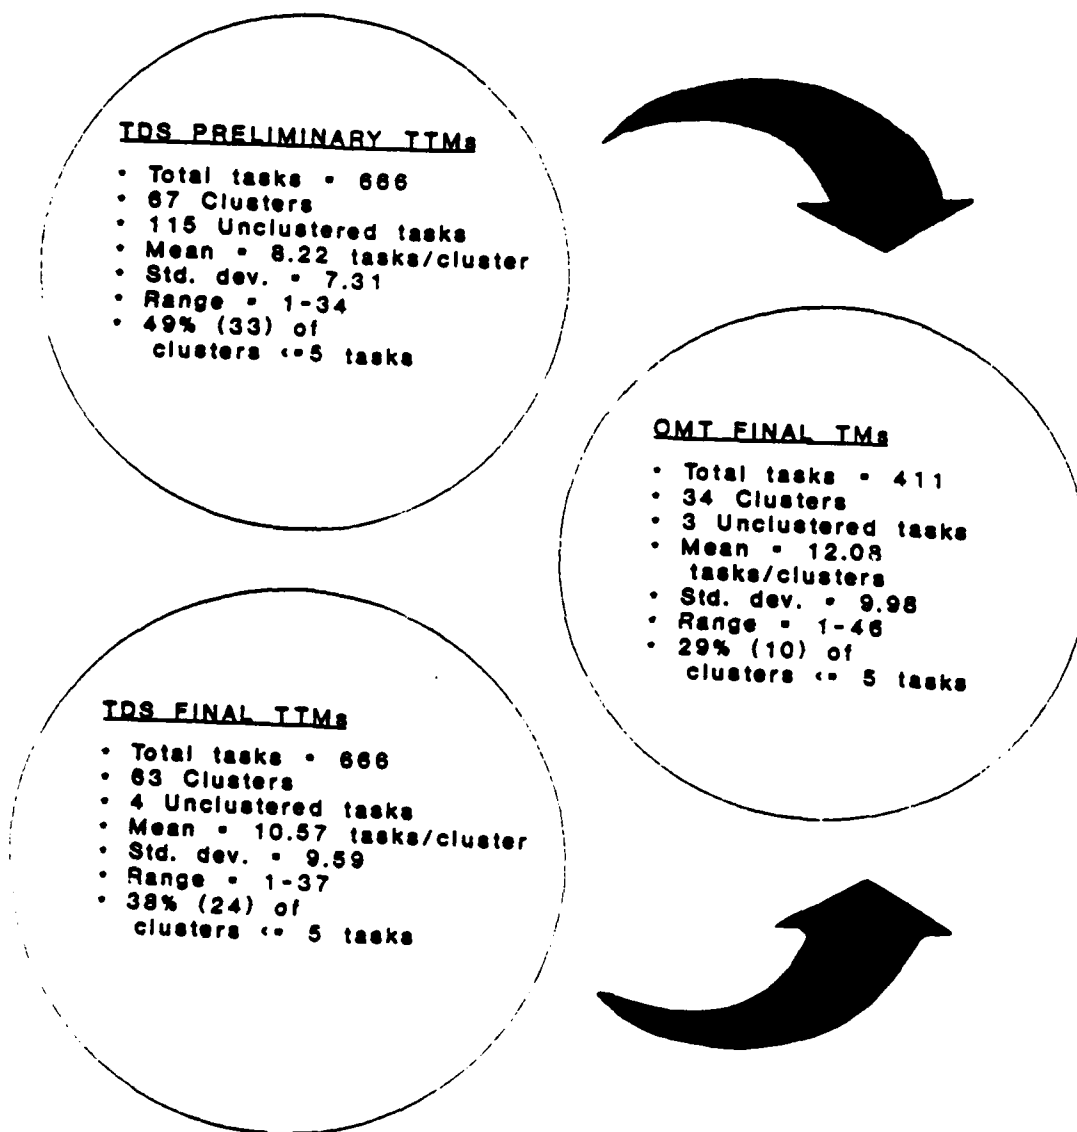 TDS PRELIMINARY TTMs
• Total tasks = 666
• 67 Clusters
• 115 Unclustered tasks
• Mean = 8.22 tasks/cluster
• Std. dev. = 7.31
• Range = 1-34
• 49% (33) of
clusters <=5 tasks
OMT FINAL TMs
• Total tasks = 411
• 34 Clusters
• 3 Unclustered tasks
• Mean = 12.08
tasks/clusters
• Std. dev. = 9.98
• Range = 1-46
• 29% (10) of
clusters <= 5 tasks
TDS FINAL TTMs
• Total tasks = 666
• 63 Clusters
• 4 Unclustered tasks
• Mean = 10.57 tasks/cluster
• Std. dev. = 9.59
• Range = 1-37
• 38% (24) of
clusters <= 5 tasks